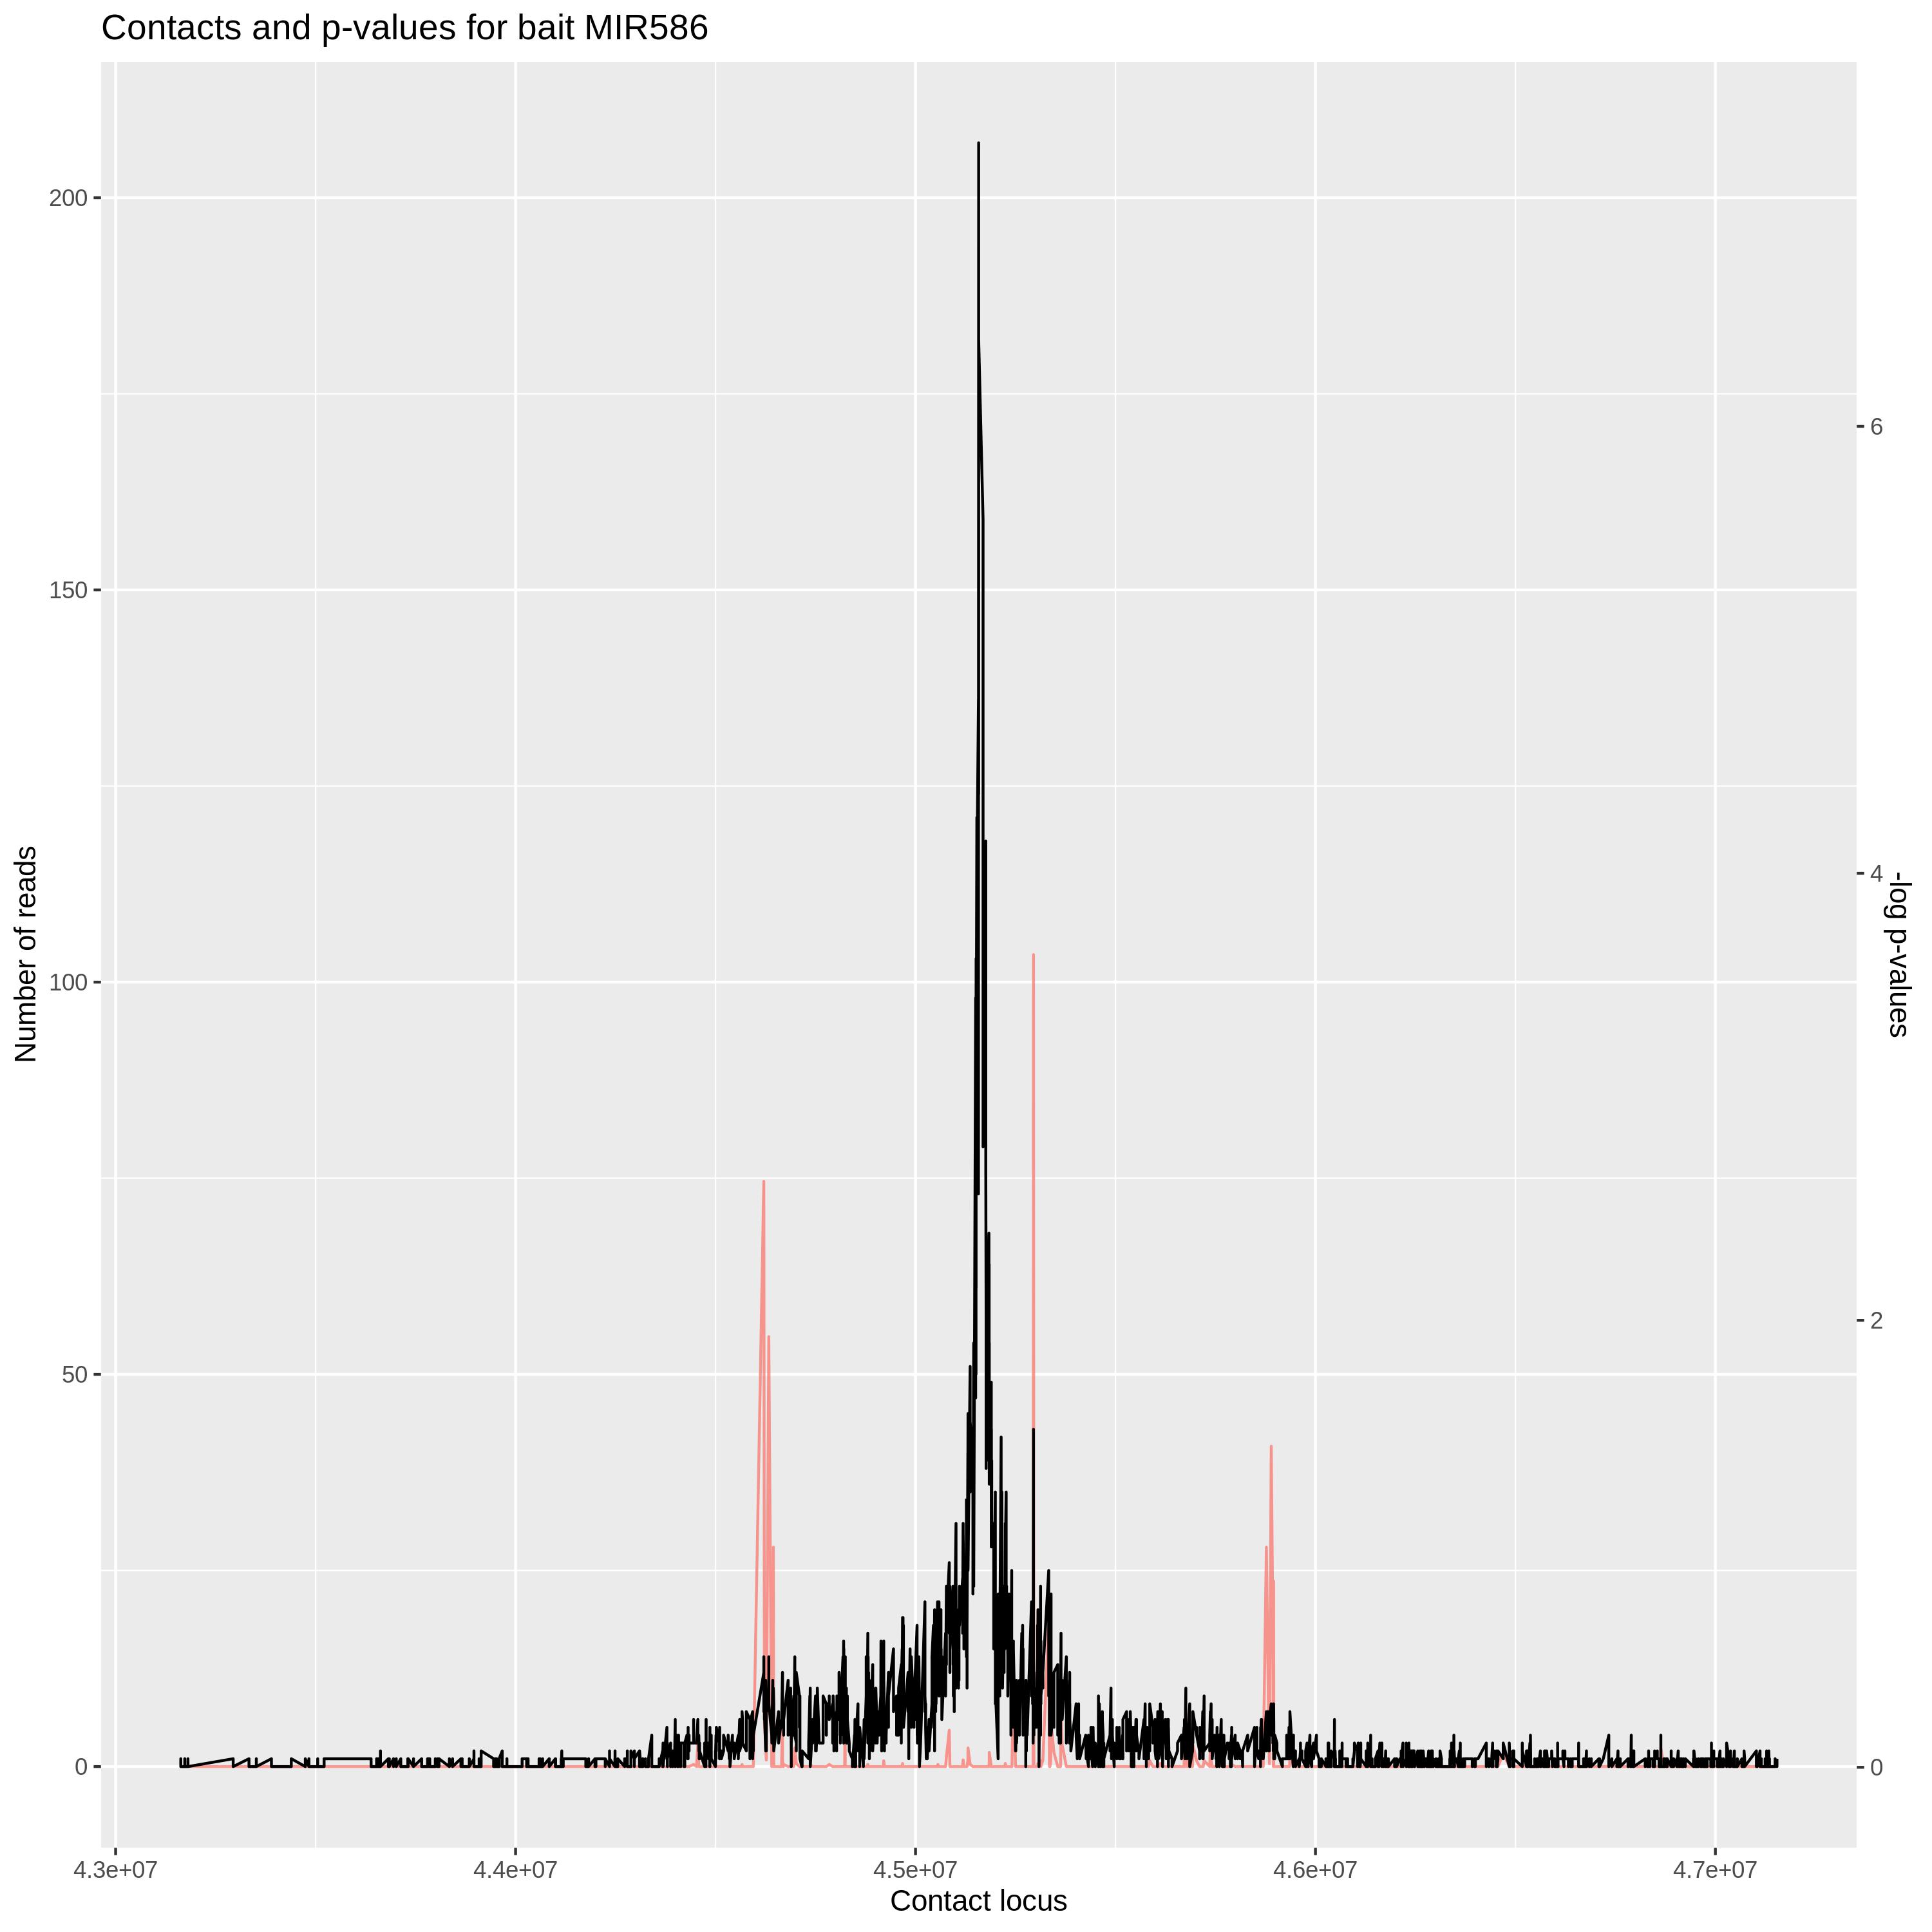 Contacts and p-values for bait MIR586
Number of reads
200
150
100
50
0
6
4
2
0
-log p-values
4.3e+07
4.4e+07
4.5e+07
4.6e+07
4.7e+07
Contact locus